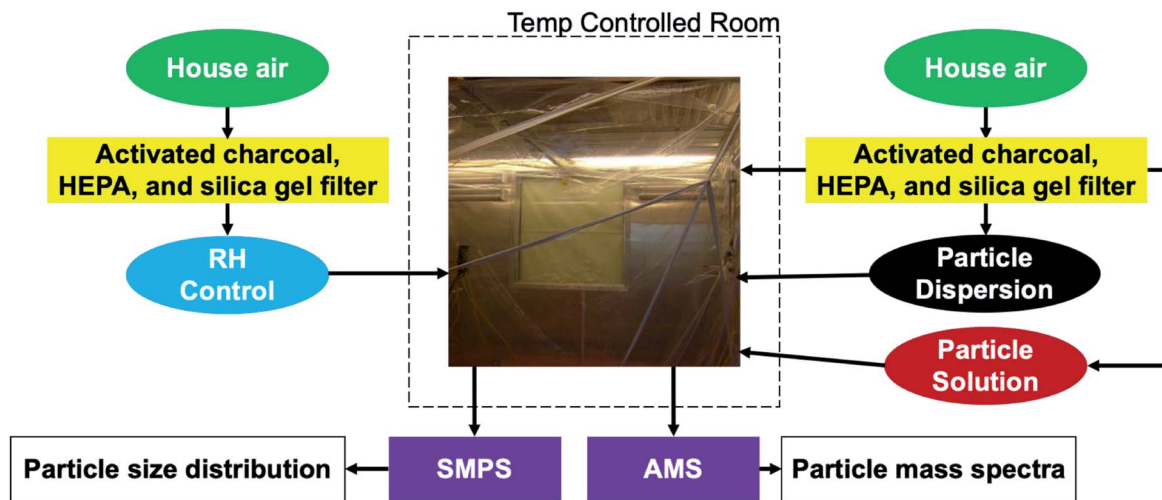 Temp Controlled Room
House air
Activated charcoal,
HEPA, and silica gel filter
RH
Control
House air
Activated charcoal,
HEPA, and silica gel filter
Particle
Dispersion
Particle
Solution
Particle size distribution
SMPS
AMS
Particle mass spectra